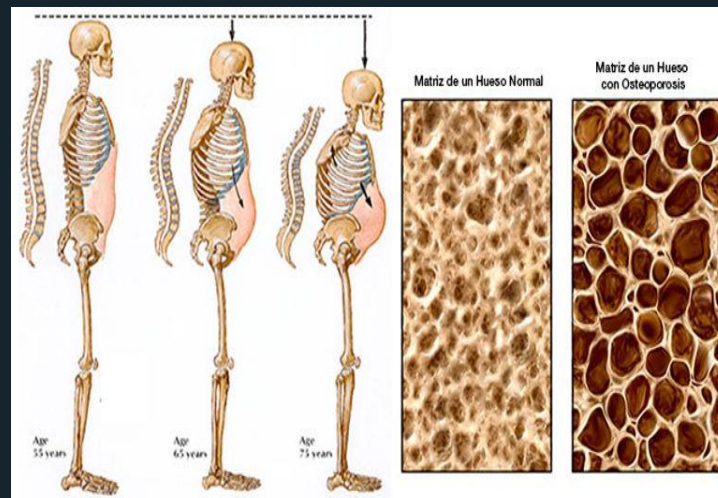 Matriz de un Hueso Normal
Matriz de un Hueso
con Osteoporosis
Age
55 years
Age
65 years
Age
75 years